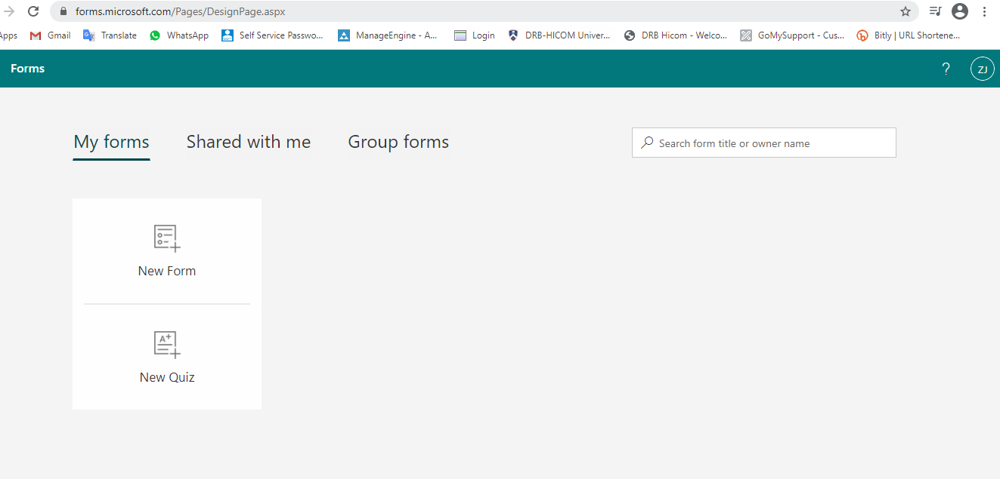 forms.microsoft.com/Pages/DesignPage.aspx
Apps Gmail Translate WhatsApp Self Service Passwo... ManageEngine - A... Login DRB-HICOM Univer... DRB Hicom - Welco... GoMySupport - Cus... Bitly | URL Shortene...
Forms ? ZJ
My forms Shared with me Group forms Search form title or owner name
New Form
A+
New Quiz